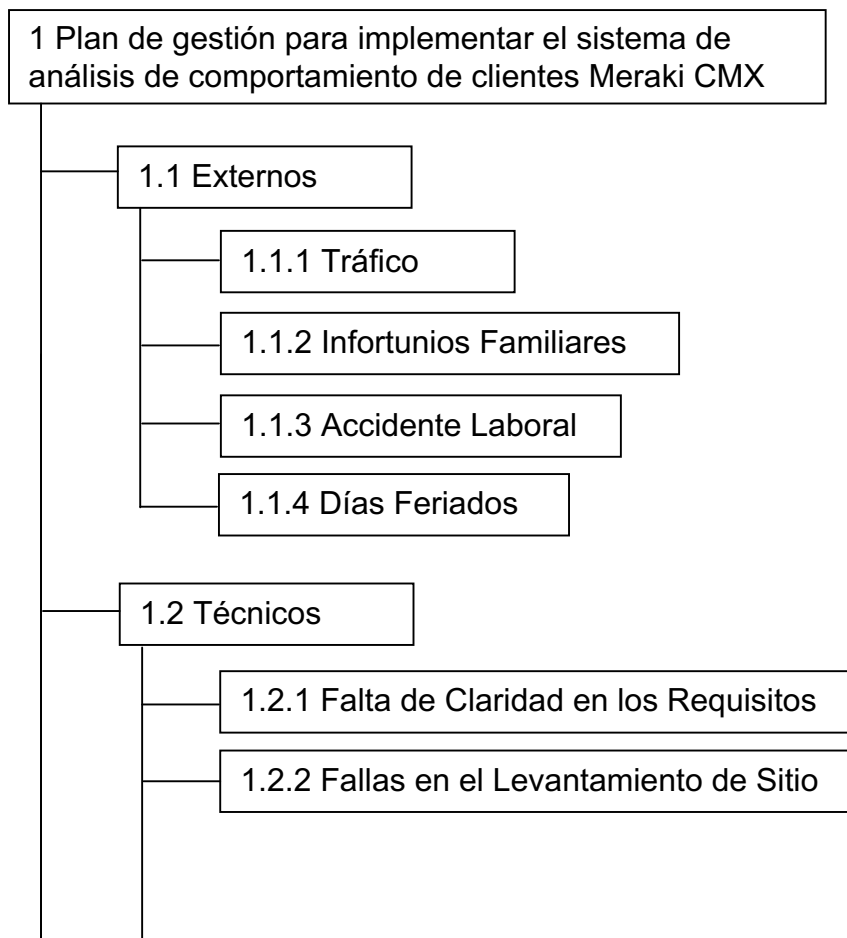 1 Plan de gestión para implementar el sistema de
análisis de comportamiento de clientes Meraki CMX
1.1 Externos
1.1.1 Tráfico
1.1.2 Infortunios Familiares
1.1.3 Accidente Laboral
1.1.4 Días Feriados
1.2 Técnicos
1.2.1 Falta de Claridad en los Requisitos
1.2.2 Fallas en el Levantamiento de Sitio